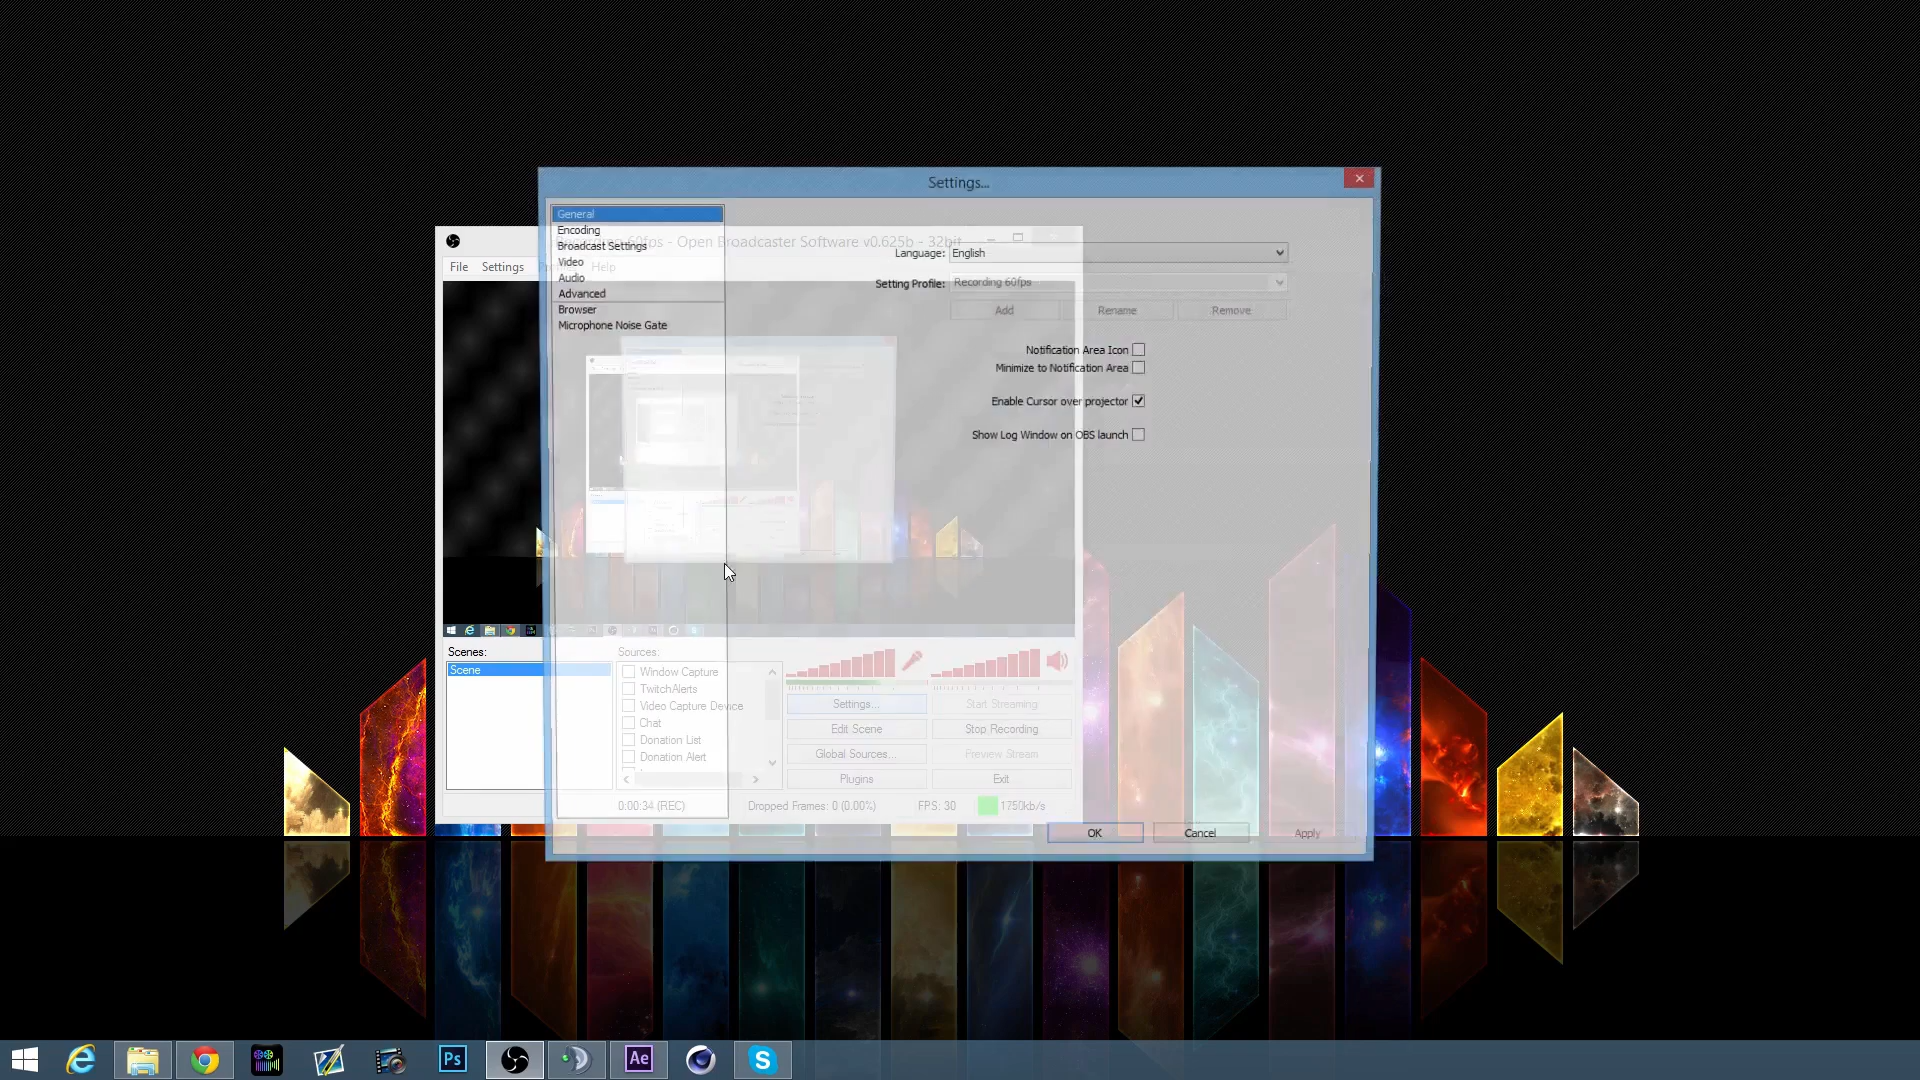 Settings...
General
Encoding
Broadcast Settings
Video
Audio
Advanced
Browser
Microphone Noise Gate
60fps - Open Broadcaster Software v0.625b - 32bit
File Settings Help
Language: English
Setting Profile: Recording 60fps
Add Rename Remove
Notification Area Icon
Minimize to Notification Area
Enable Cursor over projector
Show Log Window on OBS launch
Scenes:
Scene
Sources:
Window Capture
TwitchAlerts
Video Capture Device
Chat
Donation List
Donation Alert
Settings... Start Streaming
Edit Scene Stop Recording
Global Sources... Preview Stream
Plugins Exit
0:00:34 (REC) Dropped Frames: 0 (0.00%) FPS: 30 1750kb/s
OK Cancel Apply
Ps
Ae